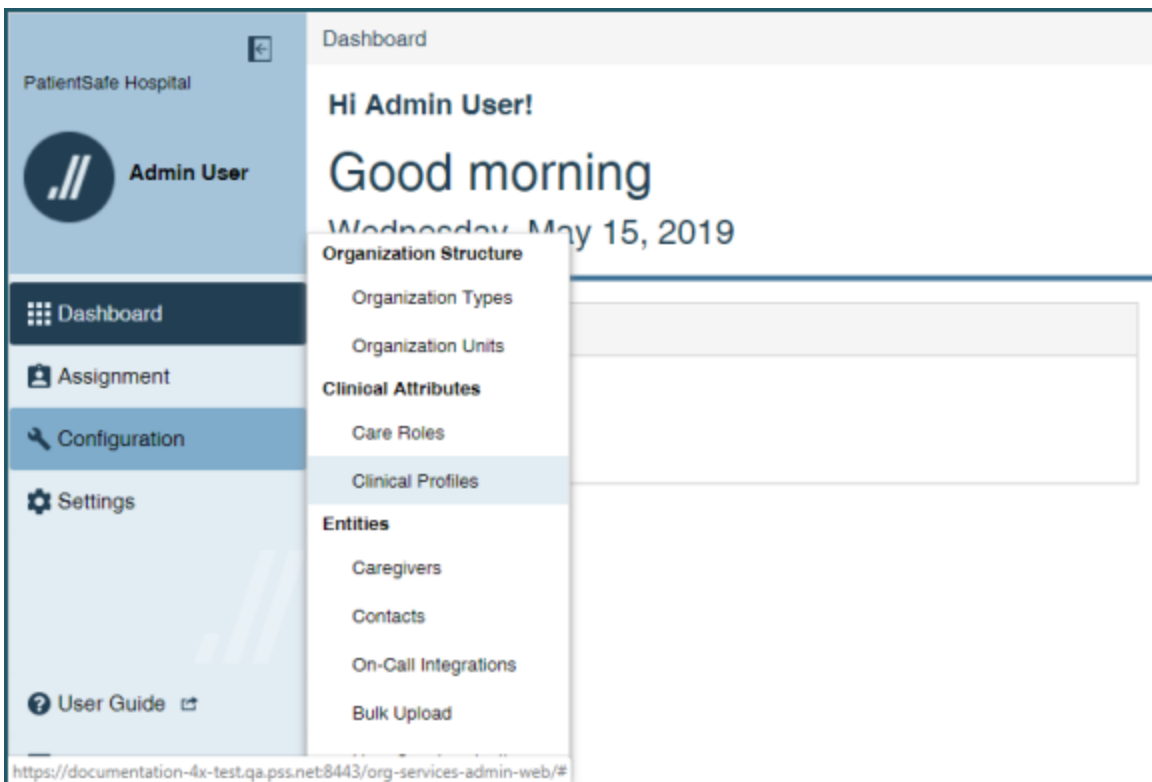 Dashboard
PatientSafe Hospital
Hi Admin User!
Admin User
Good morning
Wednesday, May 15, 2019
Dashboard
Assignment
Configuration
Settings
User Guide
Organization Structure
Organization Types
Organization Units
Clinical Attributes
Care Roles
Clinical Profiles
Entities
Caregivers
Contacts
On-Call Integrations
Bulk Upload
https://documentation-4x-test.qa.pss.net:8443/org-services-admin-web/#